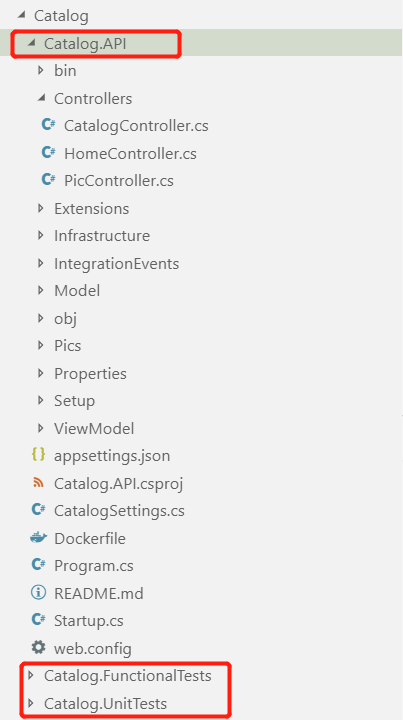 Catalog
Catalog.API
bin
Controllers
CatalogController.cs
HomeController.cs
PicController.cs
Extensions
Infrastructure
IntegrationEvents
Model
obj
Pics
Properties
Setup
ViewModel
appsettings.json
Catalog.API.csproj
CatalogSettings.cs
Dockerfile
Program.cs
README.md
Startup.cs
web.config
Catalog.FunctionalTests
Catalog.UnitTests